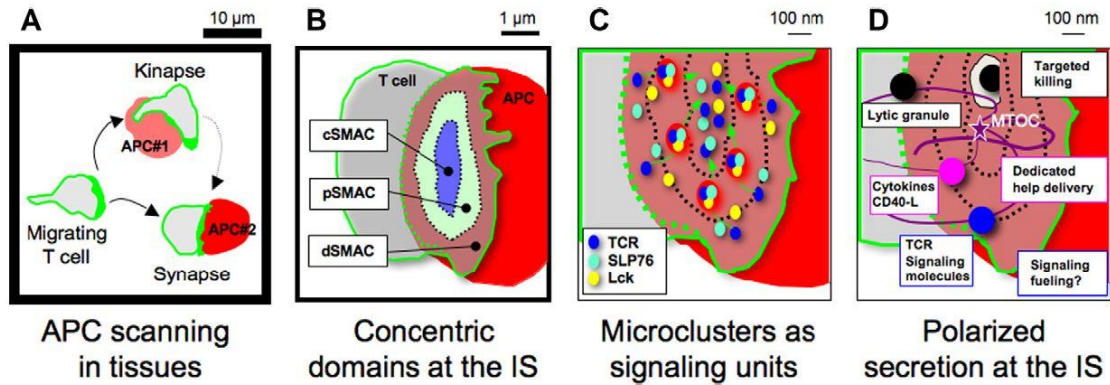 A
10 µm
Kinapse
APC#1
Migrating
T cell
APC#2
Synapse
APC scanning
in tissues
B
1 µm
T cell
APC
cSMAC
pSMAC
dSMAC
Concentric
domains at the IS
C
100 nm
TCR
SLP76
Lck
Microclusters as
signaling units
D
100 nm
Targeted
killing
Lytic granule
MTOC
Cytokines
CD40-L
Dedicated
help delivery
TCR
Signaling
molecules
Signaling
fueling?
Polarized
secretion at the IS